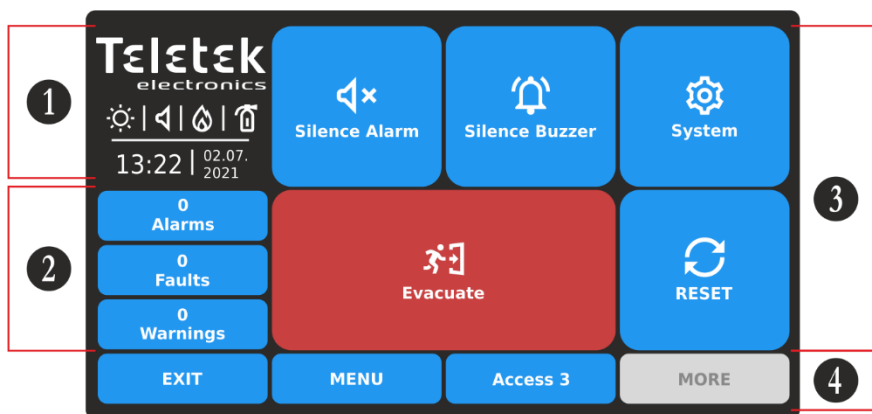 Teletek
electronics
13:22 02.07.
2021
1
2
0
Alarms
0
Faults
0
Warnings
Silence Alarm
Silence Buzzer
System
Evacuate
RESET
3
EXIT
MENU
Access 3
MORE
4